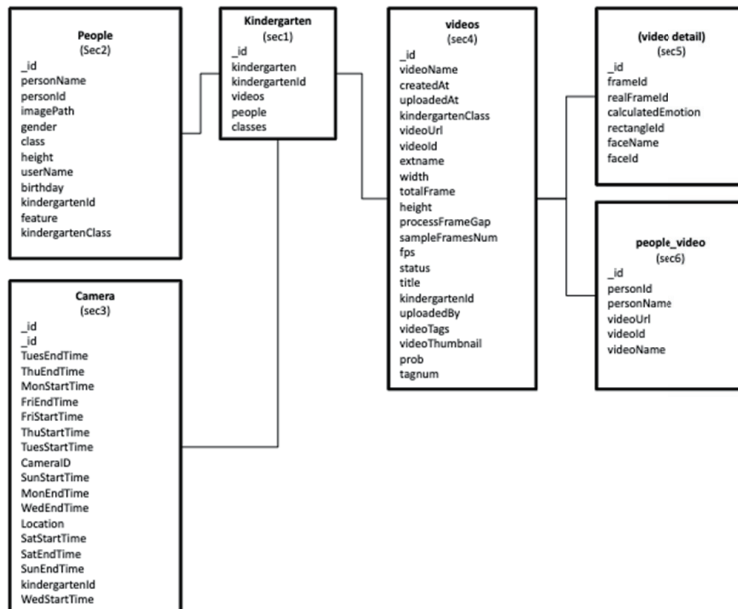 People
(Sec2)
_id
personName
personId
imagePath
gender
class
height
userName
birthday
kindergartenId
feature
kindergartenClass
Kindergarten
(sec1)
_id
kindergarten
kindergartenId
videos
people
classes
videos
sec4)
_id
videoName
createdAt
uploadedAt
kindergartenClass
videoUrl
videoId
extname
width
totalFrame
height
processFrameGap
sampleFramesNum
fps
status
title
kindergartenId
uploadedBy
videoTags
videoThumbnail
prob
tagnum
(video detail)
(sec5)
_id
frameId
realFrameId
calculatedEmotion
rectangleId
faceName
faceId
people_video
(sec6)
_id
personId
personName
videoUrl
videoId
videoName
Camera
(sec3)
_id
_id
TuesEndTime
ThuEndTime
MonStartTime
FriEndTime
FriStartTime
ThuStartTime
TuesStartTime
CameraID
SunStartTime
MonEndTime
WedEndTime
Location
SatStartTime
SatEndTime
SunEndTime
kindergartenId
WedStartTime